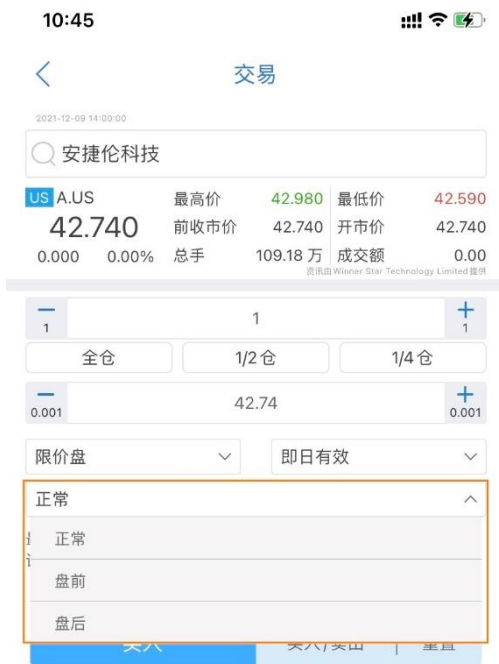 10:45
交易
2021-12-09 14:00:00
安捷伦科技
US A.US 最高价 42.980 最低价 42.590
42.740 前收市价 42.740 开市价 42.740
0.000 0.00% 总手 109.18 万 成交额 0.00
资讯由 Winner Star Technology Limited 提供
1 1 1
全仓 1/2 仓 1/4 仓
0.001 42.74 0.001
限价盘 即日有效
正常
正常
盘前
盘后
买入 买入/卖出 | 重置